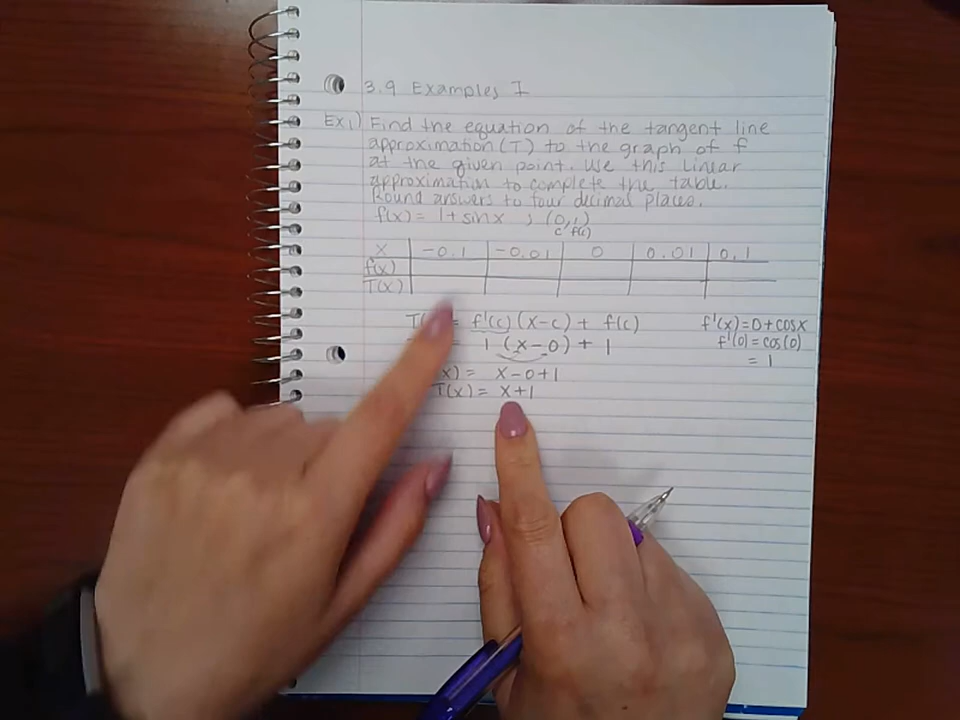 3.9 Examples I
Ex1) Find the equation of the tangent line
approximation (T) to the graph of f
at the given point. Use this linear
approximation to complete the table.
Round answers to four decimal places.
f(x) = 1 + sinx ; (0,1)
c f(c)
x -0.1 -0.01 0 0.01 0.1
f(x)
T(x)
= f'(c) (x-c) + f(c) f'(x) = 0 + cosx
= 1 (x-0) + 1 f'(0) = cos(0)
x) = x-0+1 = 1
T(x) = x+1